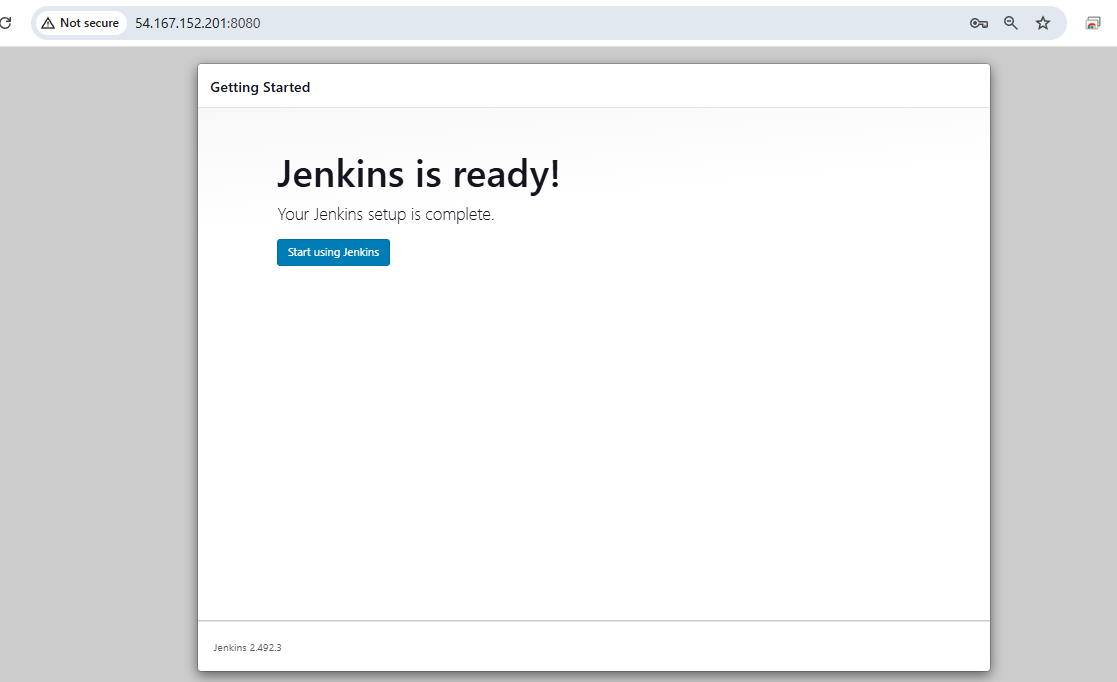 Not secure 54.167.152.201:8080
Getting Started
Jenkins is ready!
Your Jenkins setup is complete.
Start using Jenkins
Jenkins 2.492.3